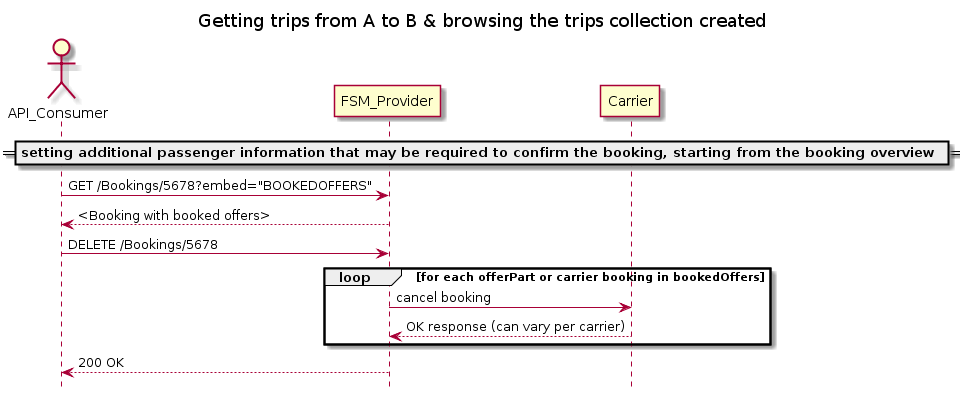 Getting trips from A to B & browsing the trips collection created
API_Consumer
FSM_Provider
Carrier
setting additional passenger information that may be required to confirm the booking, starting from the booking overview
GET /Bookings/5678?embed="BOOKEDOFFERS"
<Booking with booked offers>
DELETE /Bookings/5678
loop [for each offerPart or carrier booking in bookedOffers]
cancel booking
OK response (can vary per carrier)
200 OK